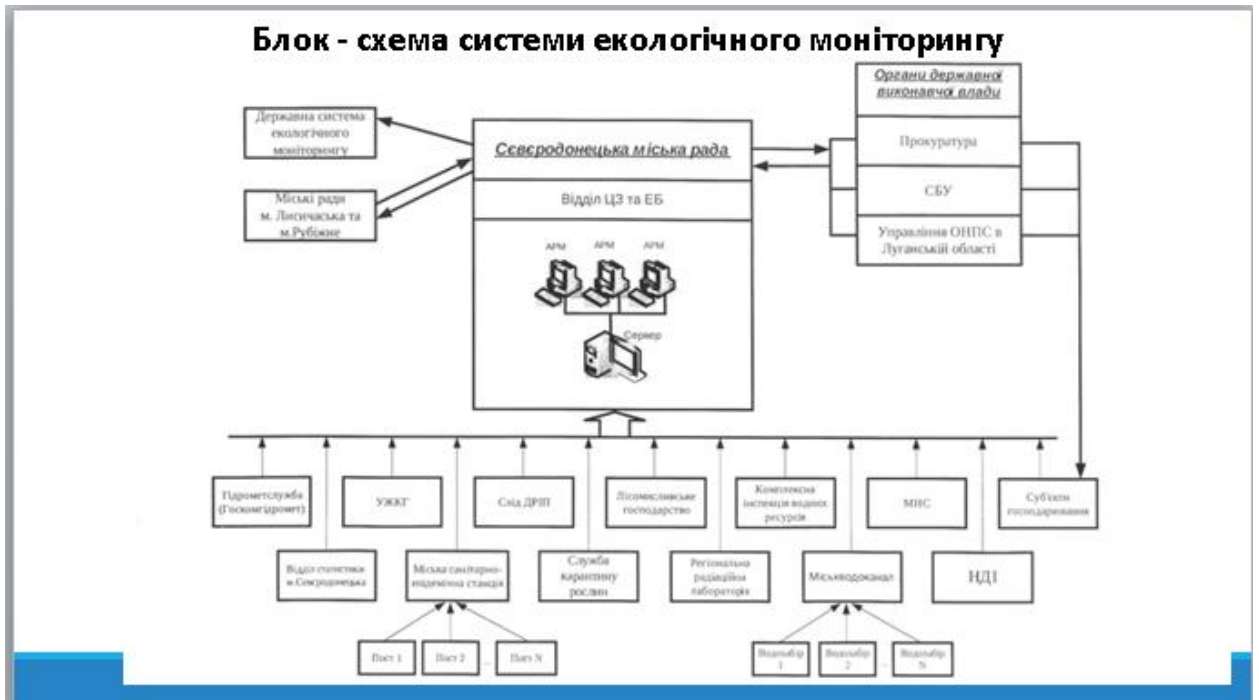 Блок - схема системи екологічного моніторингу
Державна система
екологічного
моніторингу
Міські ради
м. Лисичаська та
м.Рубіжне
Сєвєродонецька міська рада
Відділ ЦЗ та ЕБ
АРМ
АРМ
АРМ
Сервер
Органи державної
виконавчої влади
Прокуратура
СБУ
Управління ОНПС в
Луганській області
Гідрометслужба
(Госкомгідромет)
УЖКГ
Схід ДРІП
Лісомисливське
господарство
Комплексна
інспекція водних
ресурсів
МНС
Суб'єкти
господарювання
Відділ статистики
м.Сєвєродонецька
Міська санітарно-
епідемічна станція
Служба
карантину
рослин
Регіональна
радіаційна
лабораторія
Міськводоканал
НДІ
Пост 1
Пост 2
...
Пост N
Водозабір
1
Водозабір
2
...
Водозабір
N